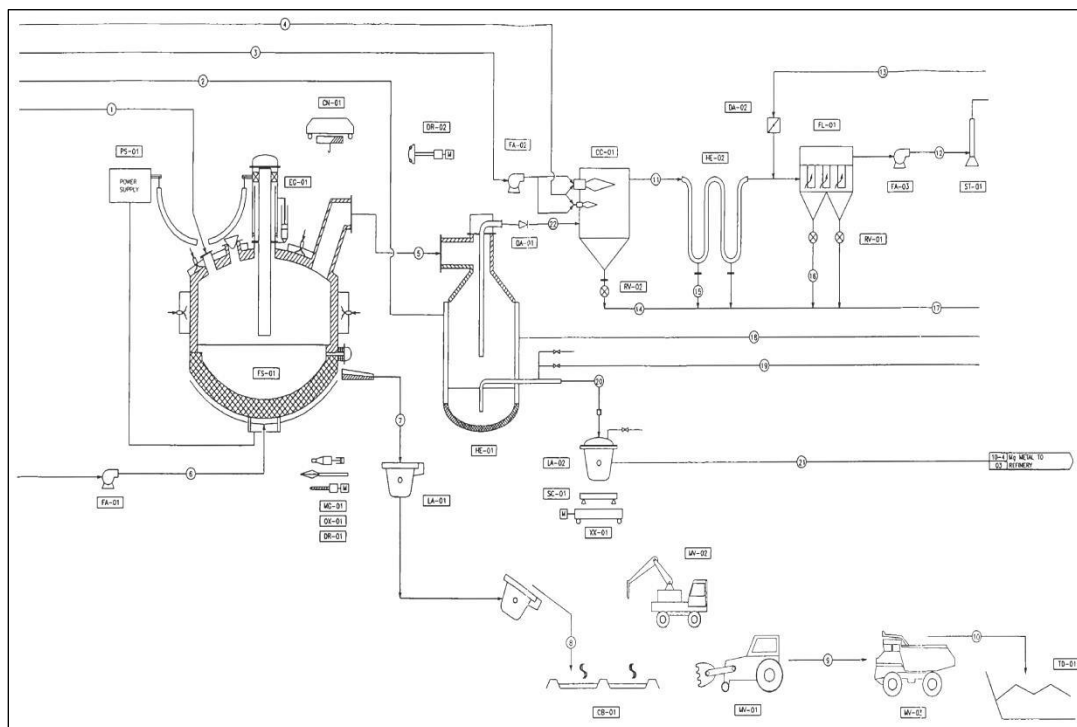 4
3
2
1
CN-01
DR-02
M
FA-02
CC-01
DA-02
13
FL-01
HE-02
11
12
FA-03
ST-01
PS-01
POWER
SUPPLY
EG-01
5
DA-01
22
RV-01
16
RV-02
15
14
17
18
19
FS-01
20
7
HE-01
LA-02
21
10-4
03
Mg METAL TO
REFINERY
6
FA-01
M
MG-01
OX-01
DR-01
LA-01
SC-01
M
XX-01
MV-02
8
9
10
TD-01
CB-01
MV-01